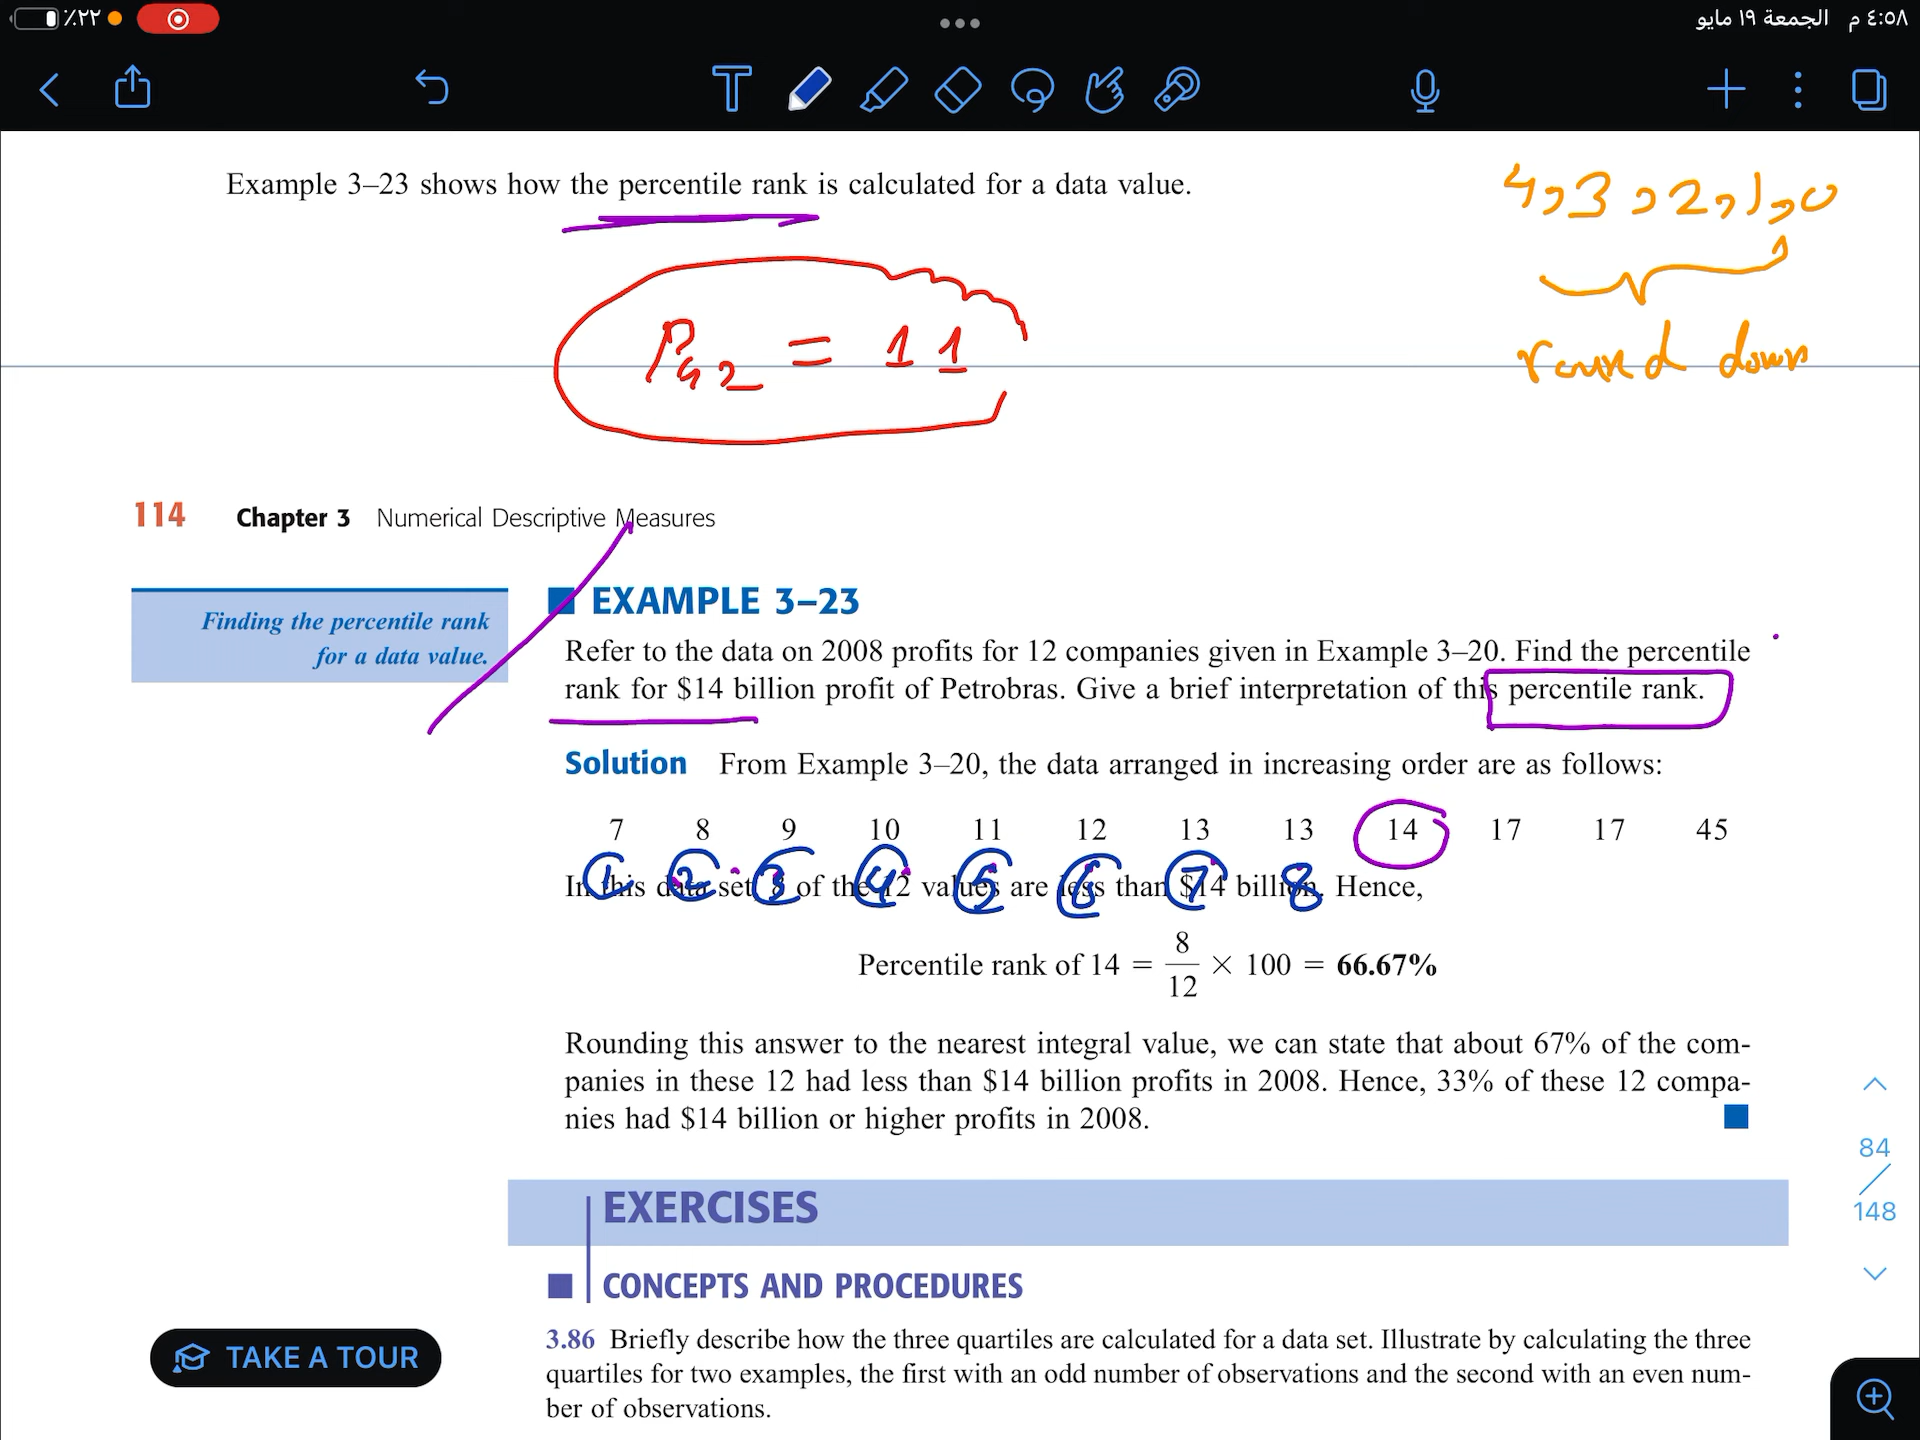 ٪٢٢
٤:٥٨ م الجمعة ١٩ مايو
T
Example 3–23 shows how the percentile rank is calculated for a data value.
4,3,2,1,0
round down
P42 = 11
114 Chapter 3 Numerical Descriptive Measures
Finding the percentile rank
for a data value.
EXAMPLE 3–23
Refer to the data on 2008 profits for 12 companies given in Example 3–20. Find the percentile
rank for $14 billion profit of Petrobras. Give a brief interpretation of this percentile rank.
Solution From Example 3–20, the data arranged in increasing order are as follows:
7 8 9 10 11 12 13 13 14 17 17 45
1 2 3 4 5 6 7 8
In this data set, 8 of the 12 values are less than $14 billion. Hence,
Percentile rank of 14 = 8/12 × 100 = 66.67%
Rounding this answer to the nearest integral value, we can state that about 67% of the com-
panies in these 12 had less than $14 billion profits in 2008. Hence, 33% of these 12 compa-
nies had $14 billion or higher profits in 2008.
84
148
EXERCISES
CONCEPTS AND PROCEDURES
3.86 Briefly describe how the three quartiles are calculated for a data set. Illustrate by calculating the three
quartiles for two examples, the first with an odd number of observations and the second with an even num-
ber of observations.
TAKE A TOUR